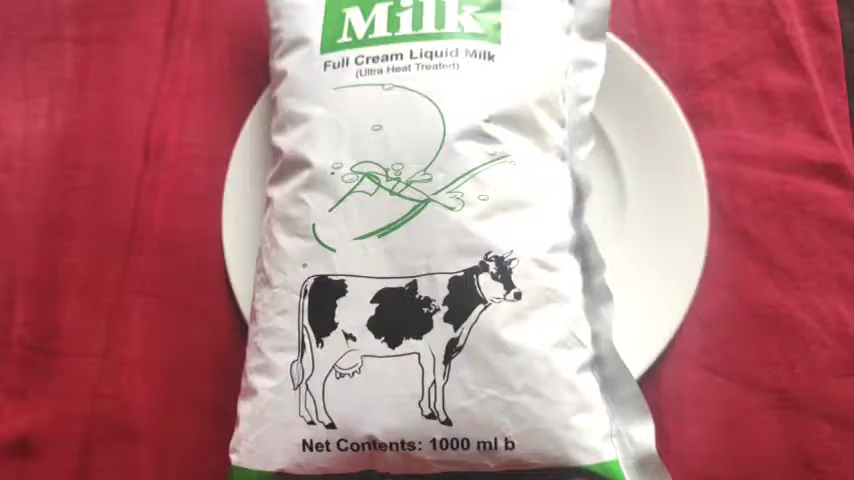 Milk
Full Cream Liquid Milk
(Ultra Heat Treated)
Net Contents: 1000 ml b